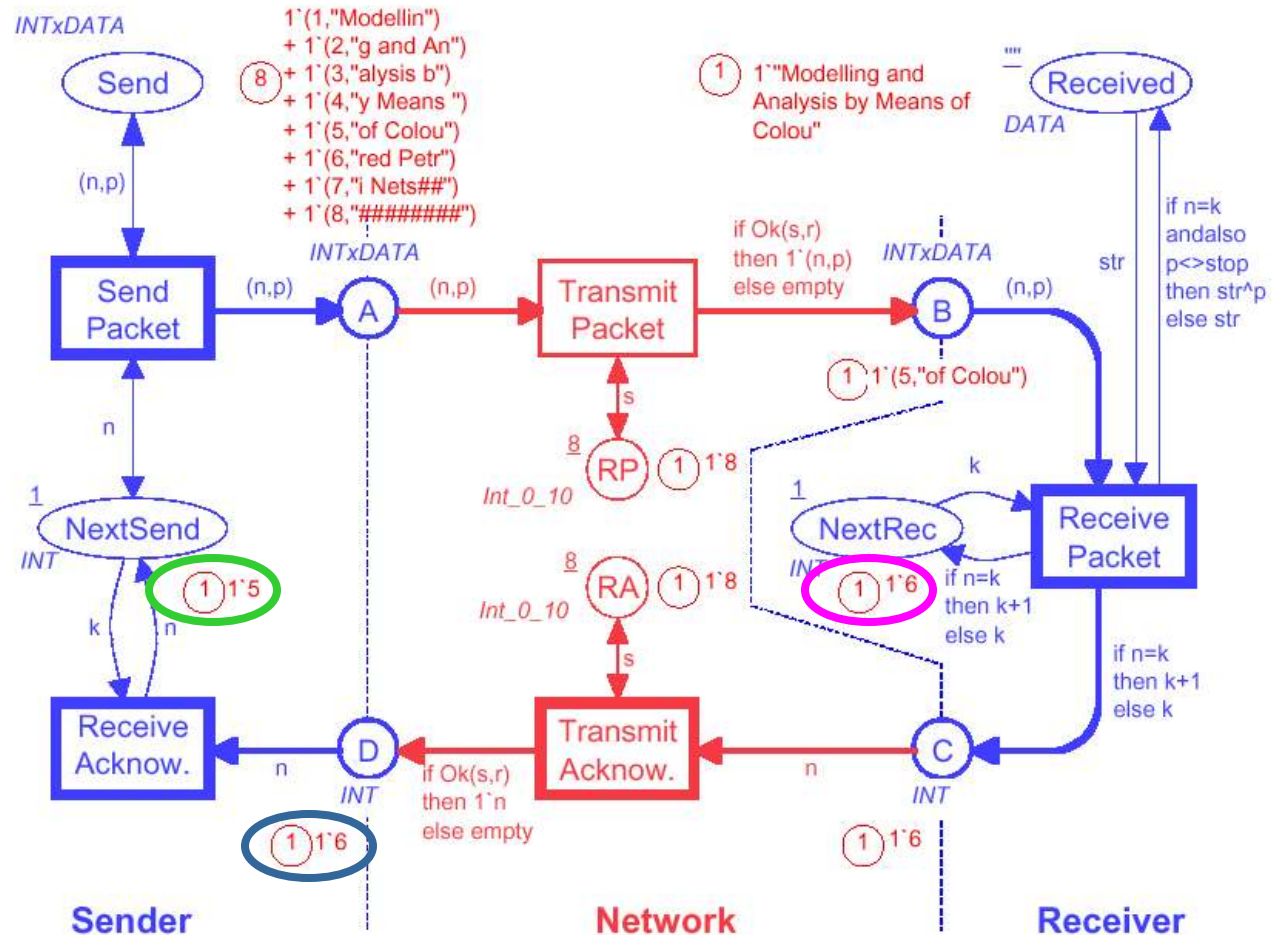 INTxDATA
Send
8
1`(1,"Modellin")
+ 1`(2,"g and An")
+ 1`(3,"alysis b")
+ 1`(4,"y Means ")
+ 1`(5,"of Colou")
+ 1`(6,"red Petr")
+ 1`(7,"i Nets##")
+ 1`(8,"########")
1
1`"Modelling and
Analysis by Means of
Colou"
""
Received
DATA
(n,p)
Send
Packet
(n,p)
INTxDATA
A
(n,p)
Transmit
Packet
if Ok(s,r)
then 1`(n,p)
else empty
INTxDATA
B
(n,p)
str
if n=k
andalso
p<>stop
then str^p
else str
1 1`(5,"of Colou")
n
s
8
RP
1 1`8
Int_0_10
1
NextSend
INT
1 1`5
k
n
8
RA
1 1`8
Int_0_10
s
1
NextRec
INT
1 1`6
k
if n=k
then k+1
else k
Receive
Packet
if n=k
then k+1
else k
Receive
Acknow.
n
D
INT
1 1`6
if Ok(s,r)
then 1`n
else empty
Transmit
Acknow.
n
C
INT
1 1`6
Sender
Network
Receiver